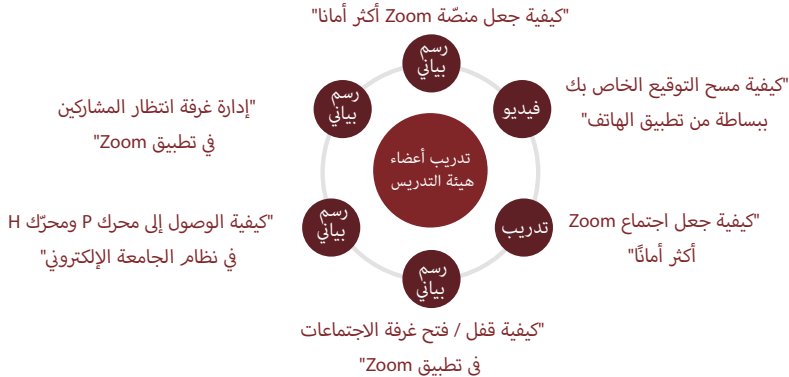 "كيفية جعل منصّة Zoom أكثر أمانا"
رسم
بياني
"كيفية مسح التوقيع الخاص بك
ببساطة من تطبيق الهاتف"
فيديو
"كيفية جعل اجتماع Zoom
أكثر أمانًا"
تدريب
"كيفية قفل / فتح غرفة الاجتماعات
في تطبيق Zoom"
رسم
بياني
"كيفية الوصول إلى محرك P ومحرّك H
في نظام الجامعة الإلكتروني"
رسم
بياني
"إدارة غرفة انتظار المشاركين
في تطبيق Zoom"
رسم
بياني
تدريب أعضاء
هيئة التدريس